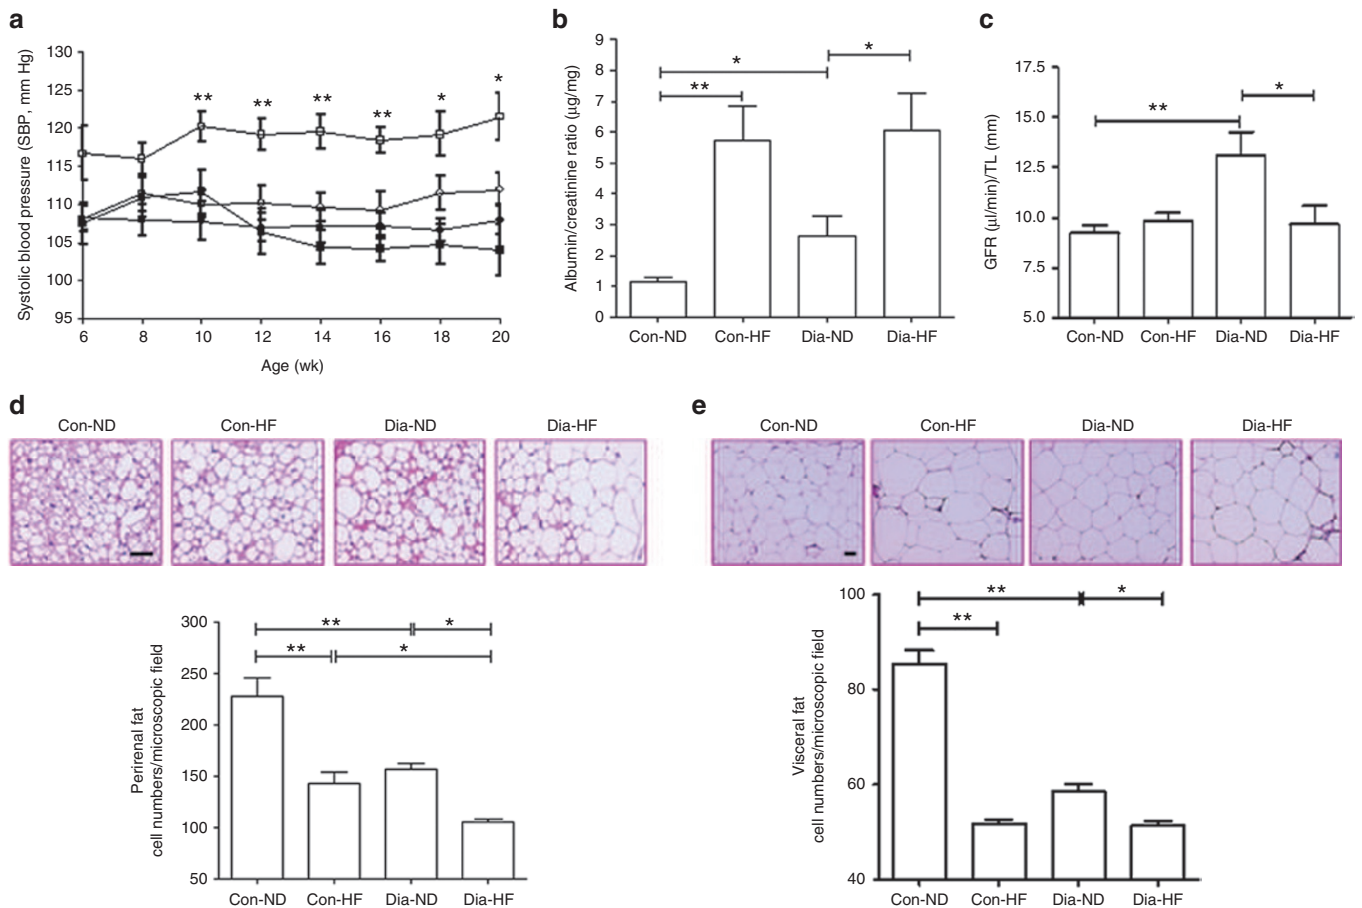 a
Systolic blood pressure (SBP, mm Hg)
130
125
120
115
110
105
100
95
** ** ** ** * *
6 8 10 12 14 16 18 20
Age (wk)
b
Albumin/creatinine ratio (µg/mg)
9
8
7
6
5
4
3
2
1
0
*
*
**
Con-ND Con-HF Dia-ND Dia-HF
c
GFR (µl/min)/TL (mm)
17.5
15.0
12.5
10.0
7.5
5.0
*
**
Con-ND Con-HF Dia-ND Dia-HF
d
Con-ND Con-HF Dia-ND Dia-HF
Perirenal fat
cell numbers/microscopic field
300
250
200
150
100
50
** *
** *
Con-ND Con-HF Dia-ND Dia-HF
e
Con-ND Con-HF Dia-ND Dia-HF
Visceral fat
cell numbers/microscopic field
100
80
60
40
** *
**
Con-ND Con-HF Dia-ND Dia-HF